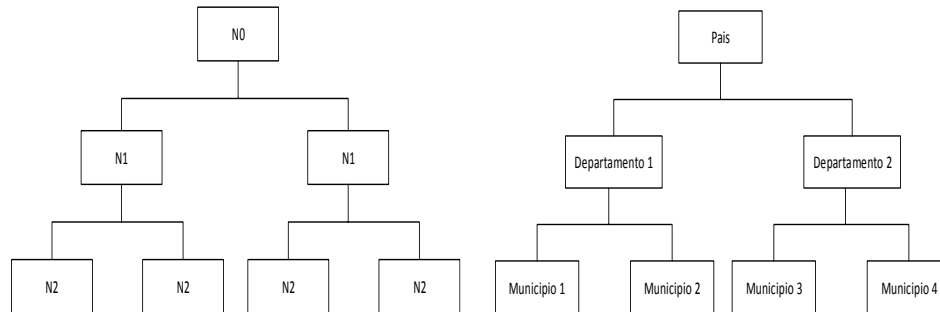 N0
N1
N1
N2
N2
N2
N2
Pais
Departamento 1
Departamento 2
Municipio 1
Municipio 2
Municipio 3
Municipio 4